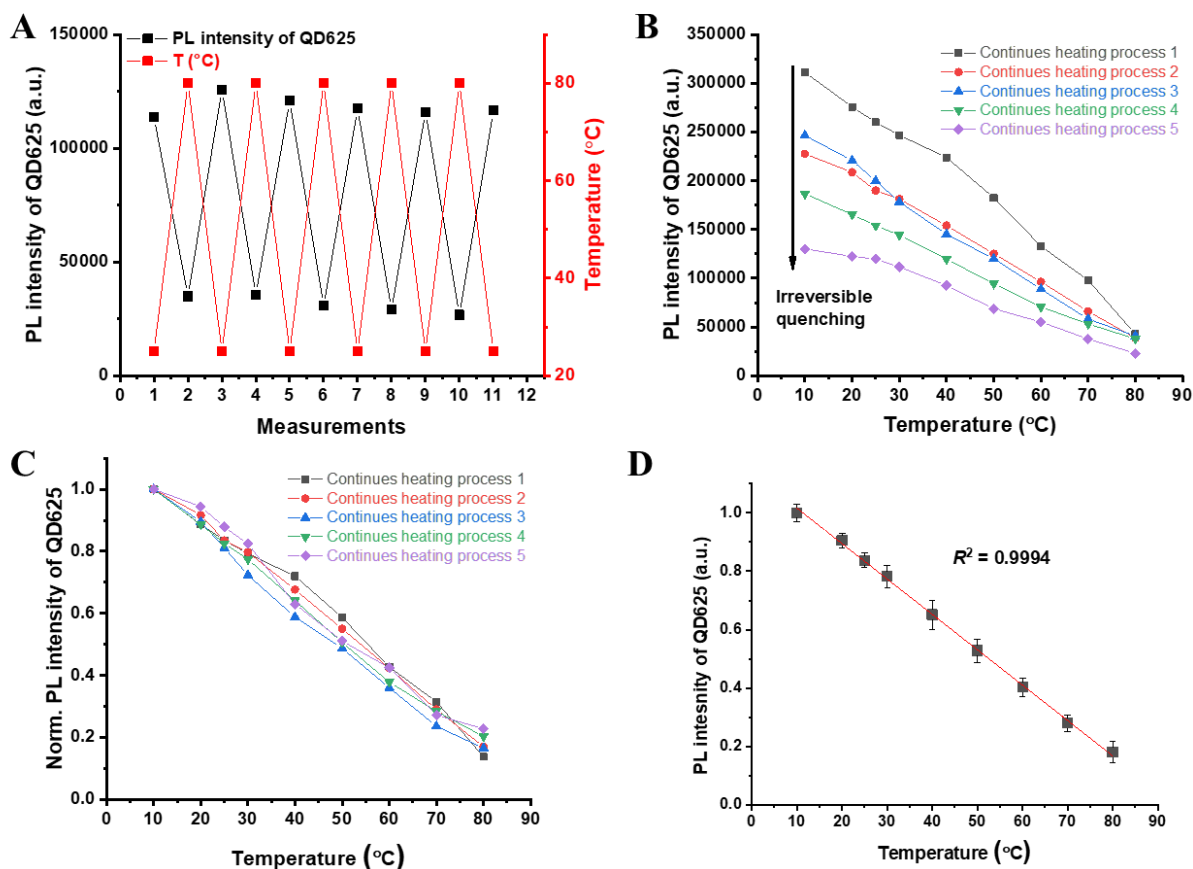 A
PL intensity of QD625
T (°C)
PL intensity of QD625 (a.u.)
150000
100000
50000
0
80
60
40
20
Temperature (°C)
0 1 2 3 4 5 6 7 8 9 10 11 12
Measurements
B
Continues heating process 1
Continues heating process 2
Continues heating process 3
Continues heating process 4
Continues heating process 5
PL intensity of QD625 (a.u.)
350000
300000
250000
200000
150000
100000
50000
0
Irreversible
quenching
0 10 20 30 40 50 60 70 80 90
Temperature (°C)
C
Continues heating process 1
Continues heating process 2
Continues heating process 3
Continues heating process 4
Continues heating process 5
Norm. PL intensity of QD625
1.0
0.8
0.6
0.4
0.2
0.0
0 10 20 30 40 50 60 70 80 90
Temperature (°C)
D
R² = 0.9994
PL intesnity of QD625 (a.u.)
1.0
0.8
0.6
0.4
0.2
0.0
0 10 20 30 40 50 60 70 80 90
Temperature (°C)